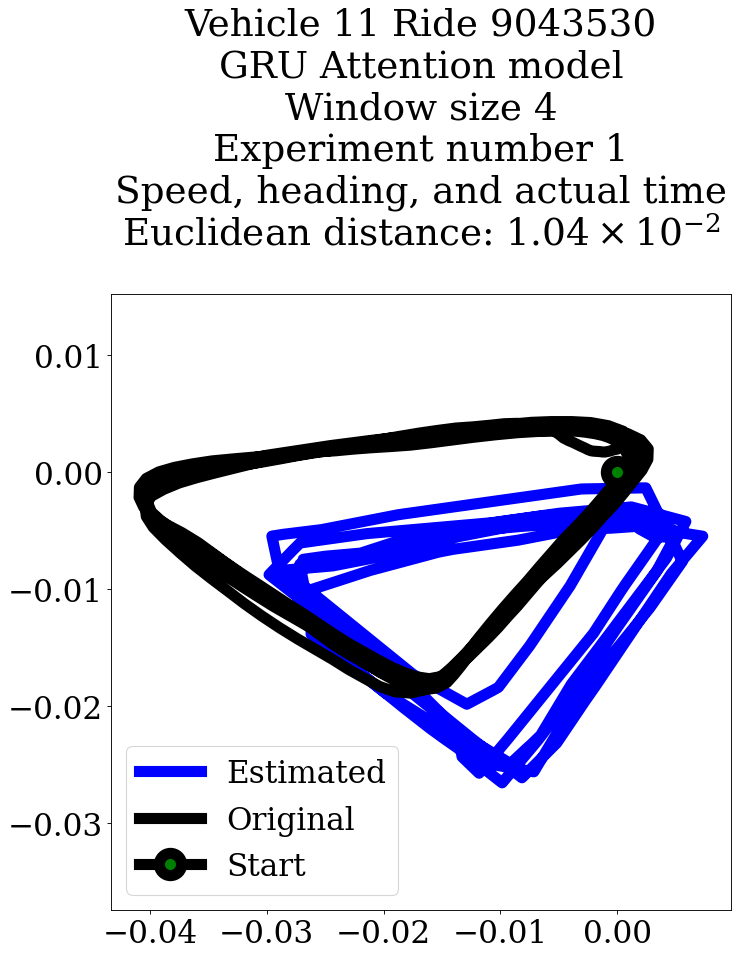 Vehicle 11 Ride 9043530
GRU Attention model
Window size 4
Experiment number 1
Speed, heading, and actual time
Euclidean distance: 1.04 × 10⁻²
0.01
0.00
−0.01
−0.02
−0.03
Estimated
Original
Start
−0.04 −0.03 −0.02 −0.01 0.00